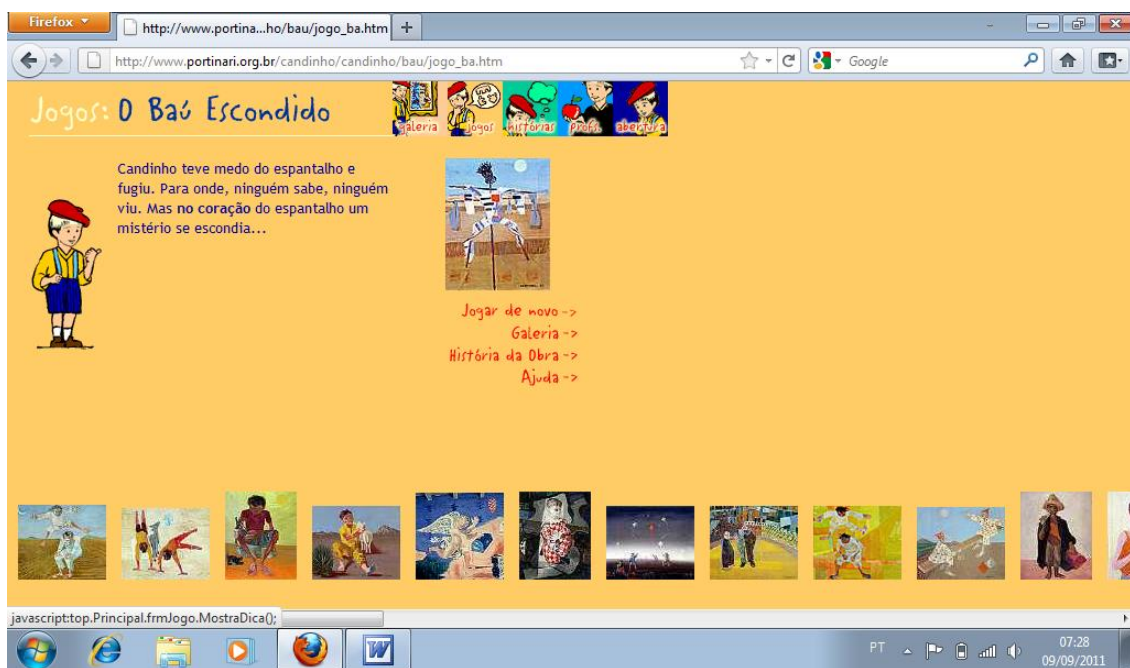 Firefox
http://www.portina...ho/bau/jogo_ba.htm
http://www.portinari.org.br/candinho/candinho/bau/jogo_ba.htm
Google
Jogos: O Baú Escondido
galeria jogos histórias profs. abertura
Candinho teve medo do espantalho e
fugiu. Para onde, ninguém sabe, ninguém
viu. Mas no coração do espantalho um
mistério se escondia...
Jogar de novo ->
Galeria ->
História da Obra ->
Ajuda ->
javascript:top.Principal.frmJogo.MostraDica();
PT
07:28
09/09/2011